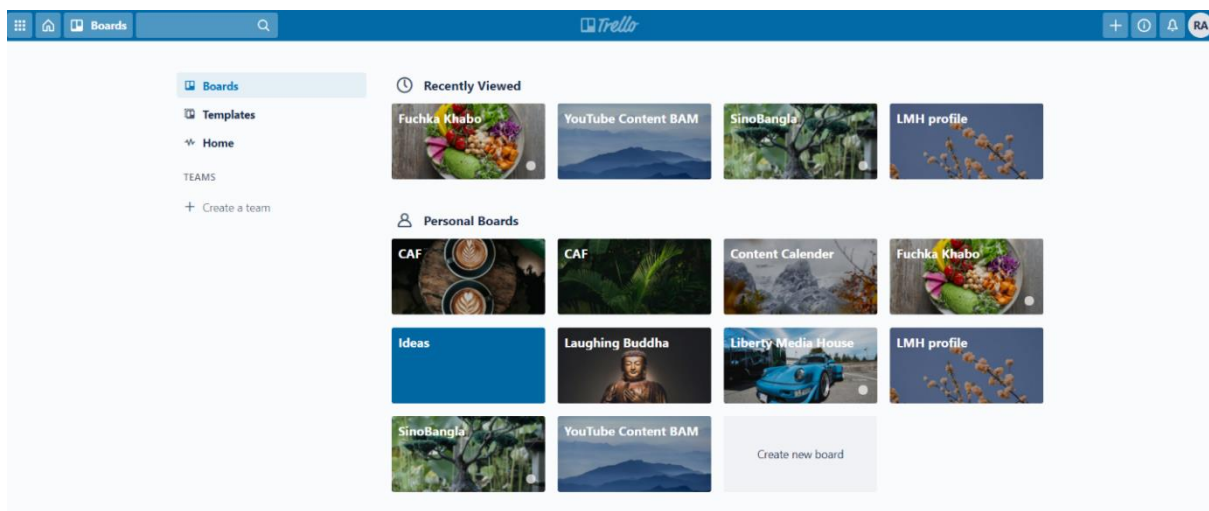 Boards
Trello
RA
Boards
Templates
Home
TEAMS
+ Create a team
Recently Viewed
Fuchka Khabo
YouTube Content BAM
SinoBangla
LMH profile
Personal Boards
CAF
CAF
Content Calender
Fuchka Khabo
Ideas
Laughing Buddha
Liberty Media House
LMH profile
SinoBangla
YouTube Content BAM
Create new board